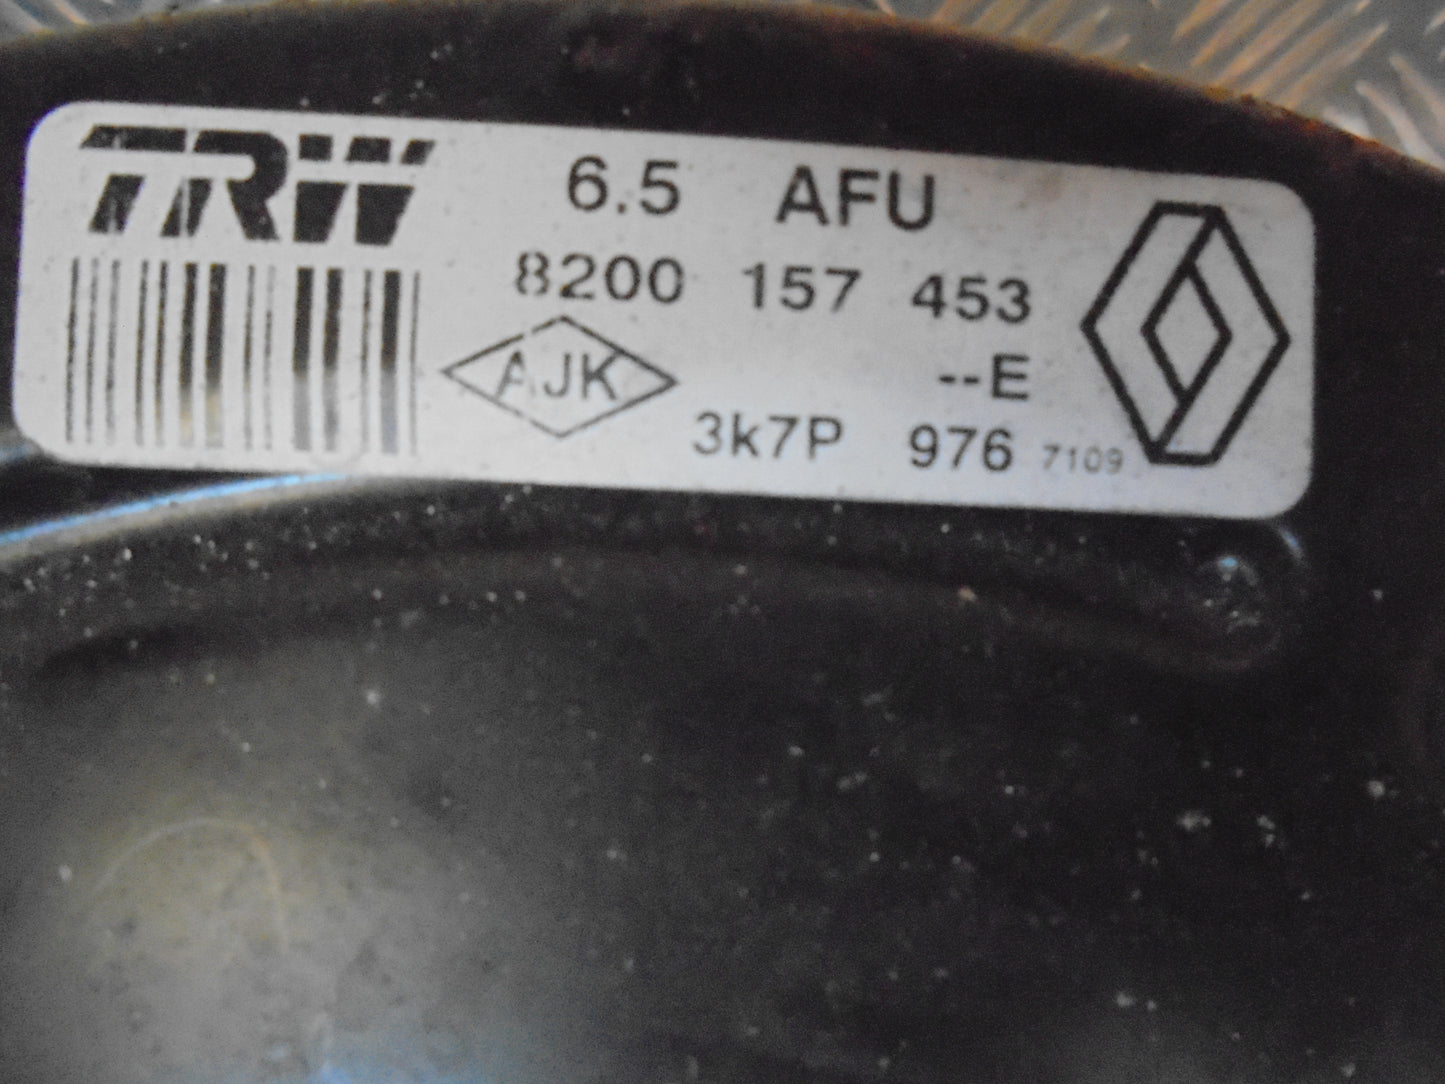 TRW
6.5 AFU
8200 157 453
AJK
--E
3k7P 976 7109